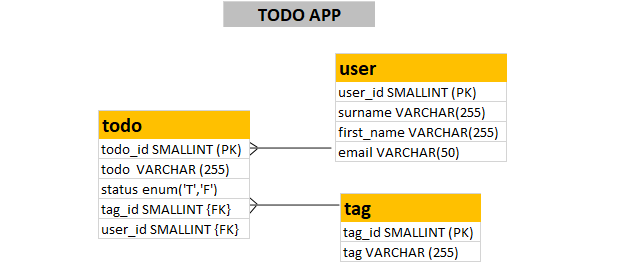 TODO APP
user
user_id SMALLINT (PK)
surname VARCHAR(255)
first_name VARCHAR(255)
email VARCHAR(50)
todo
todo_id SMALLINT (PK)
todo VARCHAR (255)
status enum('T','F')
tag_id SMALLINT {FK}
user_id SMALLINT {FK}
tag
tag_id SMALLINT (PK)
tag VARCHAR (255)